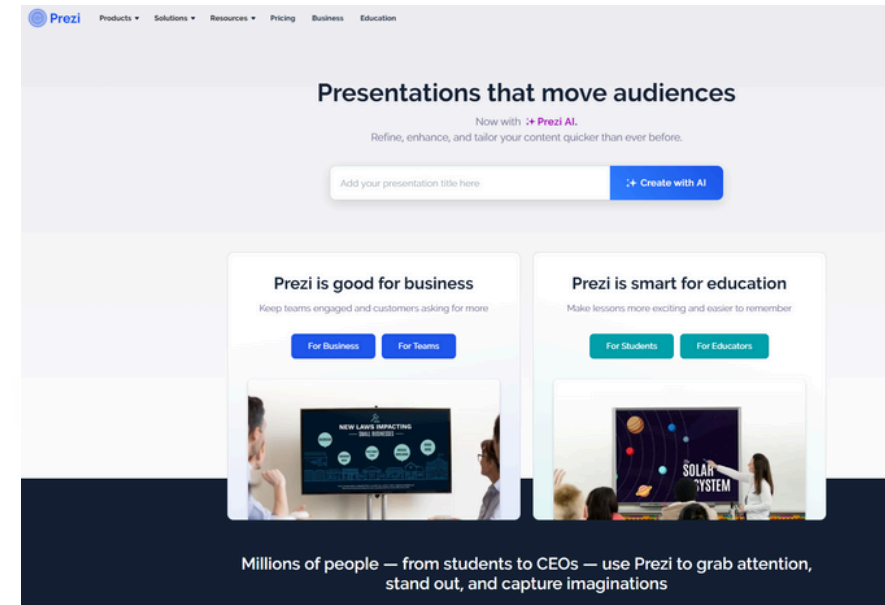 Prezi
Products
Solutions
Resources
Pricing
Business
Education
Presentations that move audiences
Now with Prezi AI.
Refine, enhance, and tailor your content quicker than ever before.
Add your presentation title here
Create with AI
Prezi is good for business
Keep teams engaged and customers asking for more
For Business
For Teams
NEW LAWS IMPACTING
SMALL BUSINESSES
Prezi is smart for education
Make lessons more exciting and easier to remember
For Students
For Educators
SOLAR
SYSTEM
Millions of people — from students to CEOs — use Prezi to grab attention,
stand out, and capture imaginations